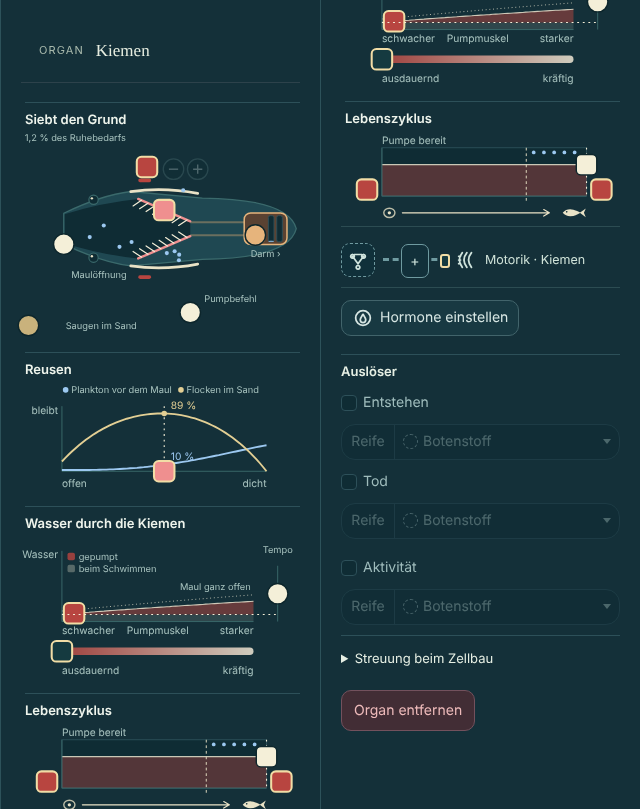 ORGAN Kiemen
Siebt den Grund
1,2 % des Ruhebedarfs
Darm ›
Maulöffnung
Pumpbefehl
Saugen im Sand
Reusen
Plankton vor dem Maul Flocken im Sand
bleibt
89 %
10 %
offen dicht
Wasser durch die Kiemen
Wasser
gepumpt
beim Schwimmen
Tempo
Maul ganz offen
schwacher Pumpmuskel starker
ausdauernd kräftig
Lebenszyklus
Pumpe bereit
schwacher Pumpmuskel starker
ausdauernd kräftig
Lebenszyklus
Pumpe bereit
+ Motorik · Kiemen
Hormone einstellen
Auslöser
Entstehen
Reife Botenstoff
Tod
Reife Botenstoff
Aktivität
Reife Botenstoff
Streuung beim Zellbau
Organ entfernen